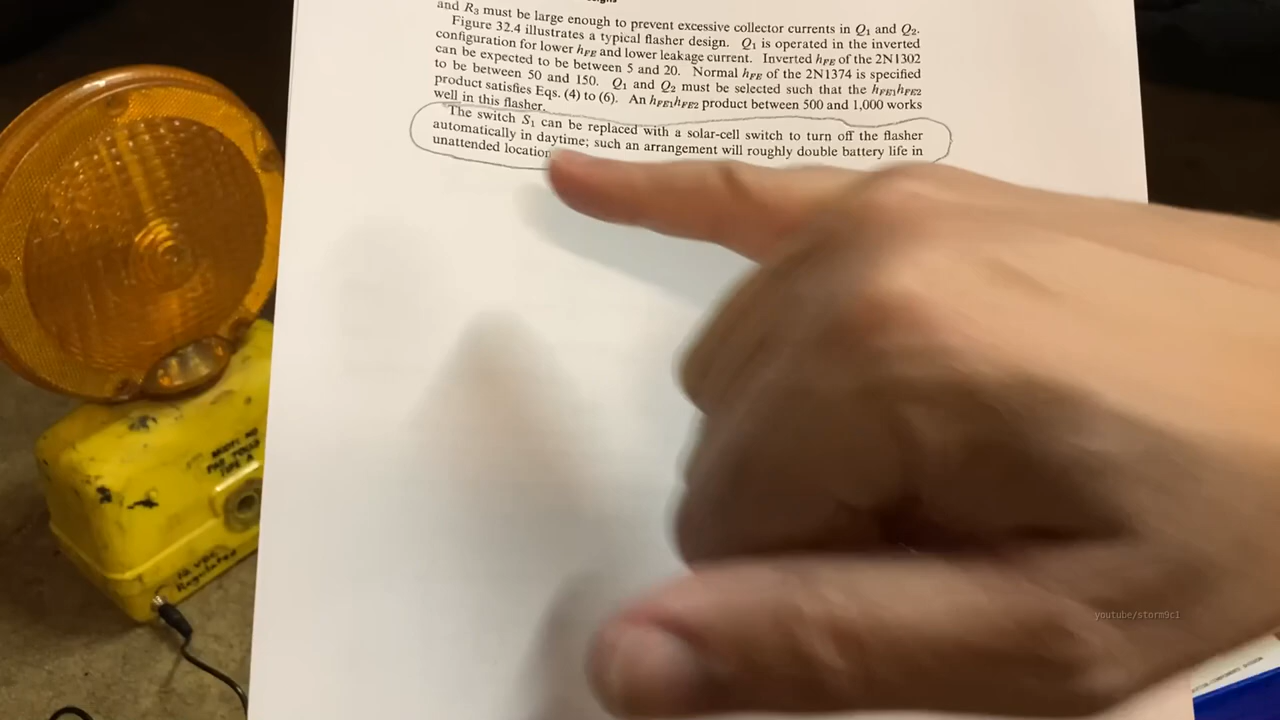 and R3 must be large enough to prevent excessive collector currents in Q1 and Q2.
Figure 32.4 illustrates a typical flasher design. Q1 is operated in the inverted
configuration for lower hFE and lower leakage current. Inverted hFE of the 2N1302
can be expected to be between 5 and 20. Normal hFE of the 2N1374 is specified
to be between 50 and 150. Q1 and Q2 must be selected such that the hFE1hFE2
product satisfies Eqs. (4) to (6). An hFE1hFE2 product between 500 and 1,000 works
well in this flasher.
The switch S1 can be replaced with a solar-cell switch to turn off the flasher
automatically in daytime; such an arrangement will roughly double battery life in
unattended location
MODEL NO
TYPE A
12 VDC
Regulated
youtube/storm9c1